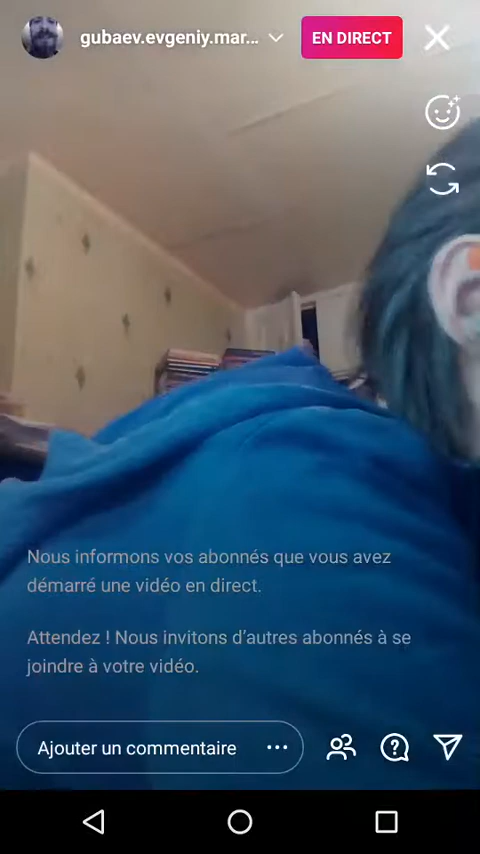 gubaev.evgeniy.mar...
EN DIRECT
Nous informons vos abonnés que vous avez
démarré une vidéo en direct.
Attendez ! Nous invitons d'autres abonnés à se
joindre à votre vidéo.
Ajouter un commentaire